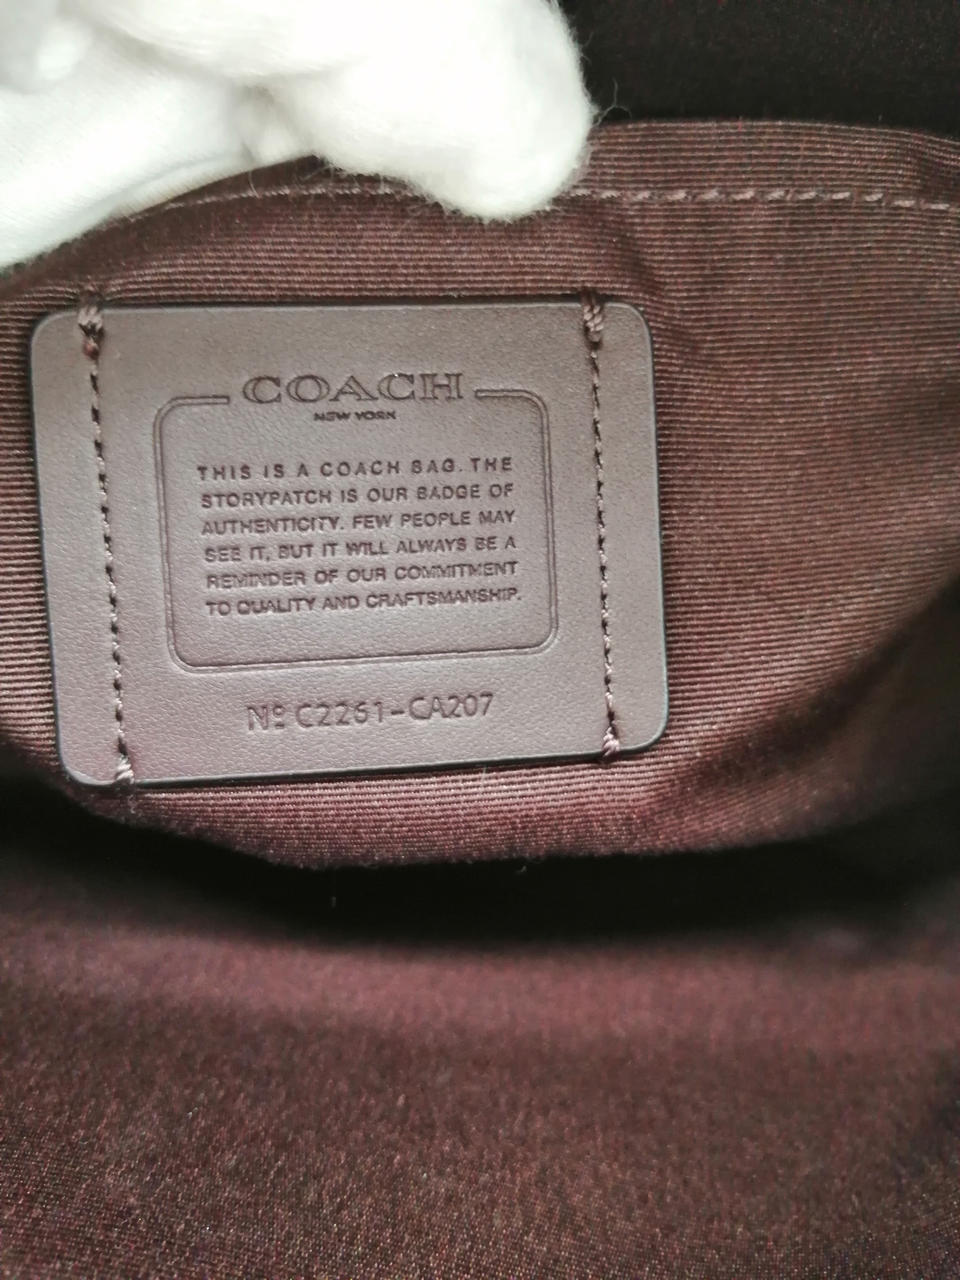 COACH
NEW YORK
THIS IS A COACH BAG. THE
STORYPATCH IS OUR BADGE OF
AUTHENTICITY. FEW PEOPLE MAY
SEE IT, BUT IT WILL ALWAYS BE A
REMINDER OF OUR COMMITMENT
TO QUALITY AND CRAFTSMANSHIP.
Nº C2261-CA207